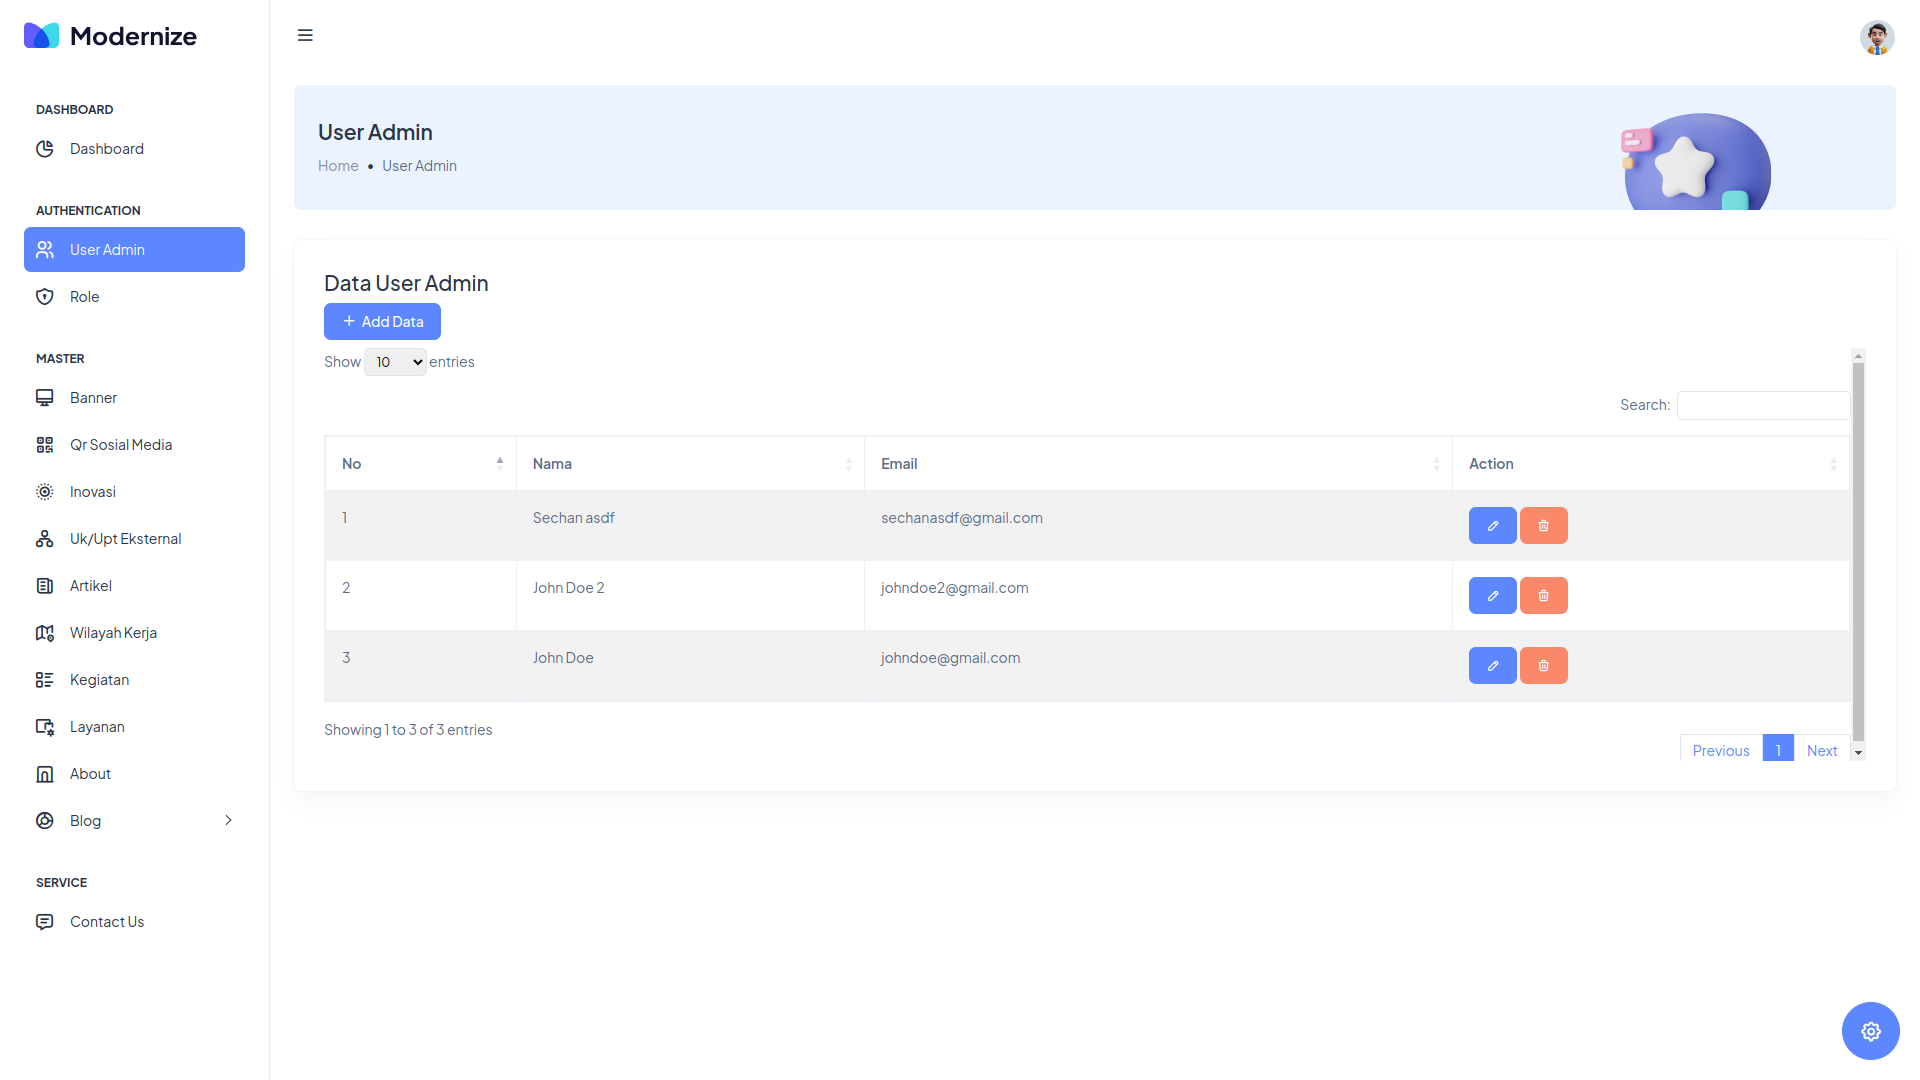 Modernize
DASHBOARD
Dashboard
AUTHENTICATION
User Admin
Role
MASTER
Banner
Qr Sosial Media
Inovasi
Uk/Upt Eksternal
Artikel
Wilayah Kerja
Kegiatan
Layanan
About
Blog
SERVICE
Contact Us
User Admin
Home • User Admin
Data User Admin
+ Add Data
Show 10 entries
Search:
No Nama Email Action
1 Sechan asdf sechanasdf@gmail.com
2 John Doe 2 johndoe2@gmail.com
3 John Doe johndoe@gmail.com
Showing 1 to 3 of 3 entries
Previous 1 Next